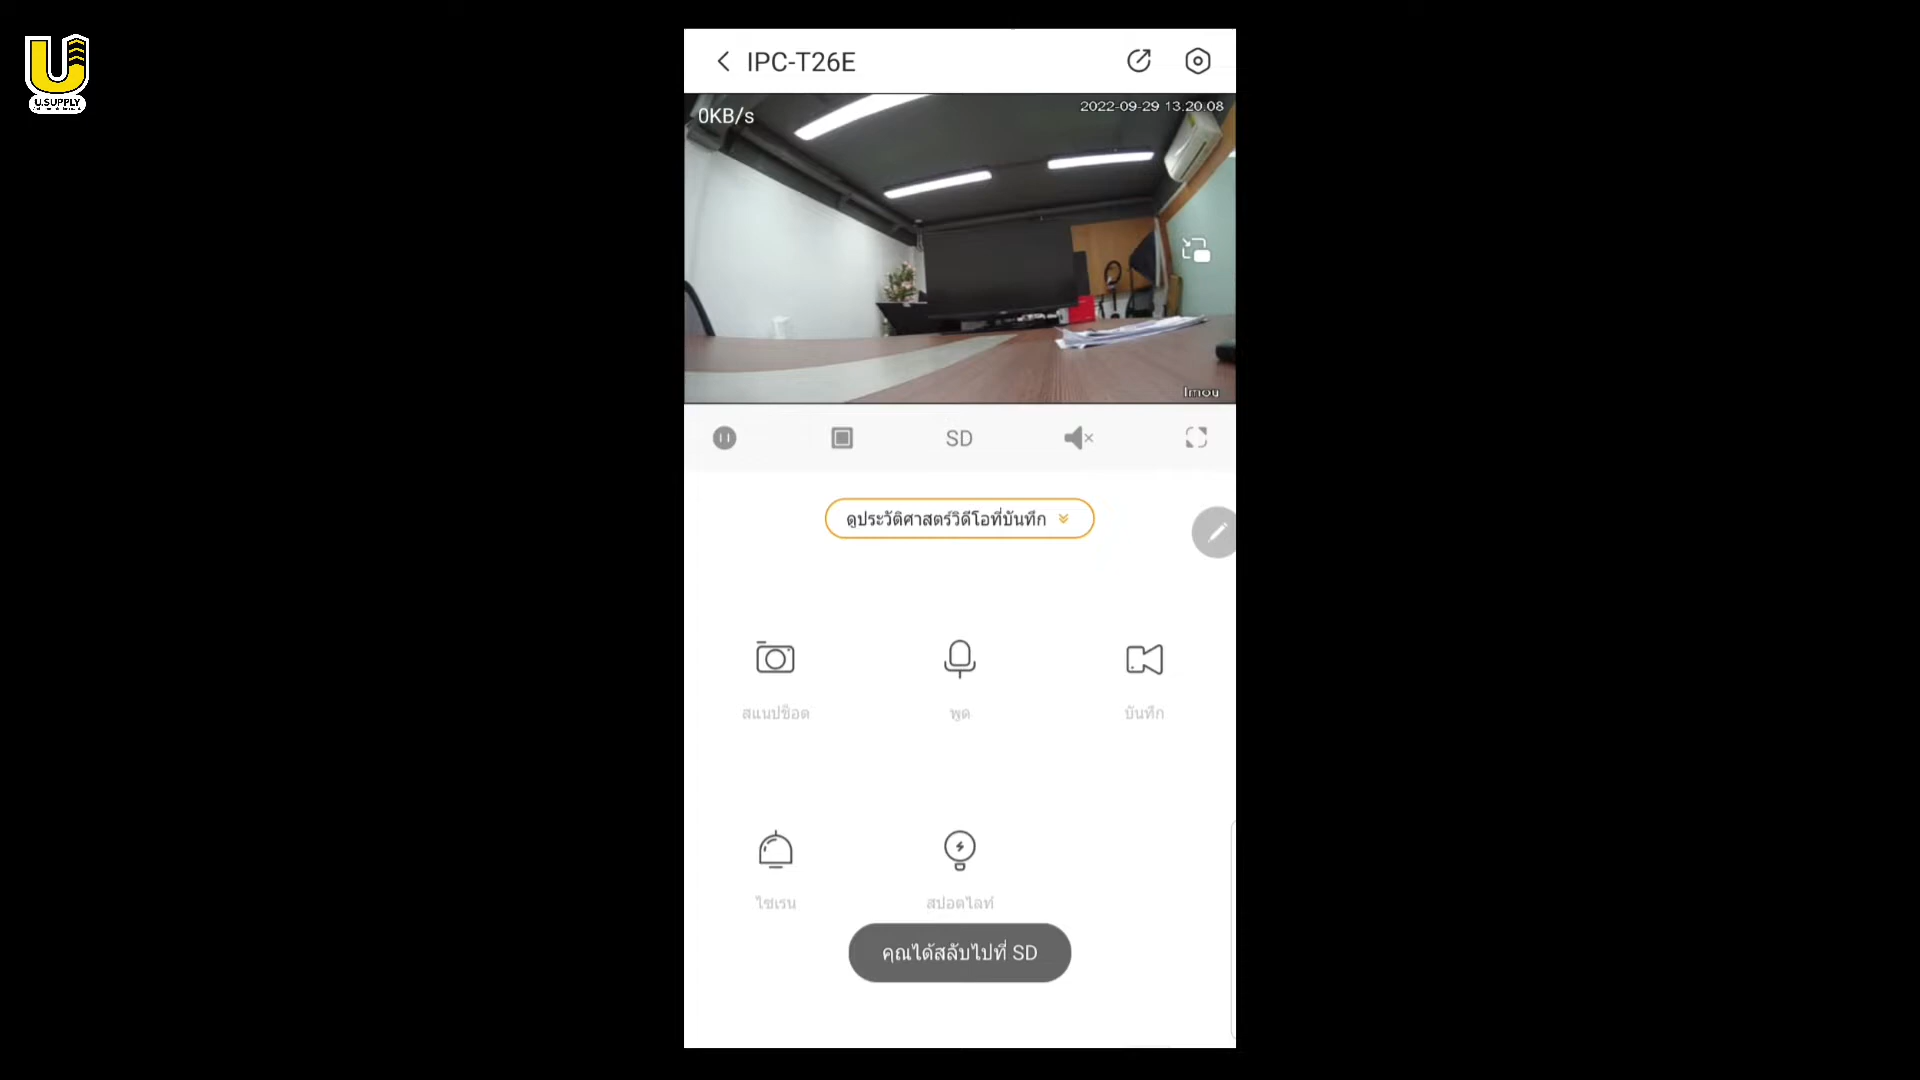 U.SUPPLY
IPC-T26E
0KB/s
2022-09-29 13:20:08
Imou
SD
ดูประวัติศาสตร์วิดีโอที่บันทึก
สแนปช็อต
พูด
บันทึก
ไซเรน
สปอตไลท์
คุณได้สลับไปที่ SD